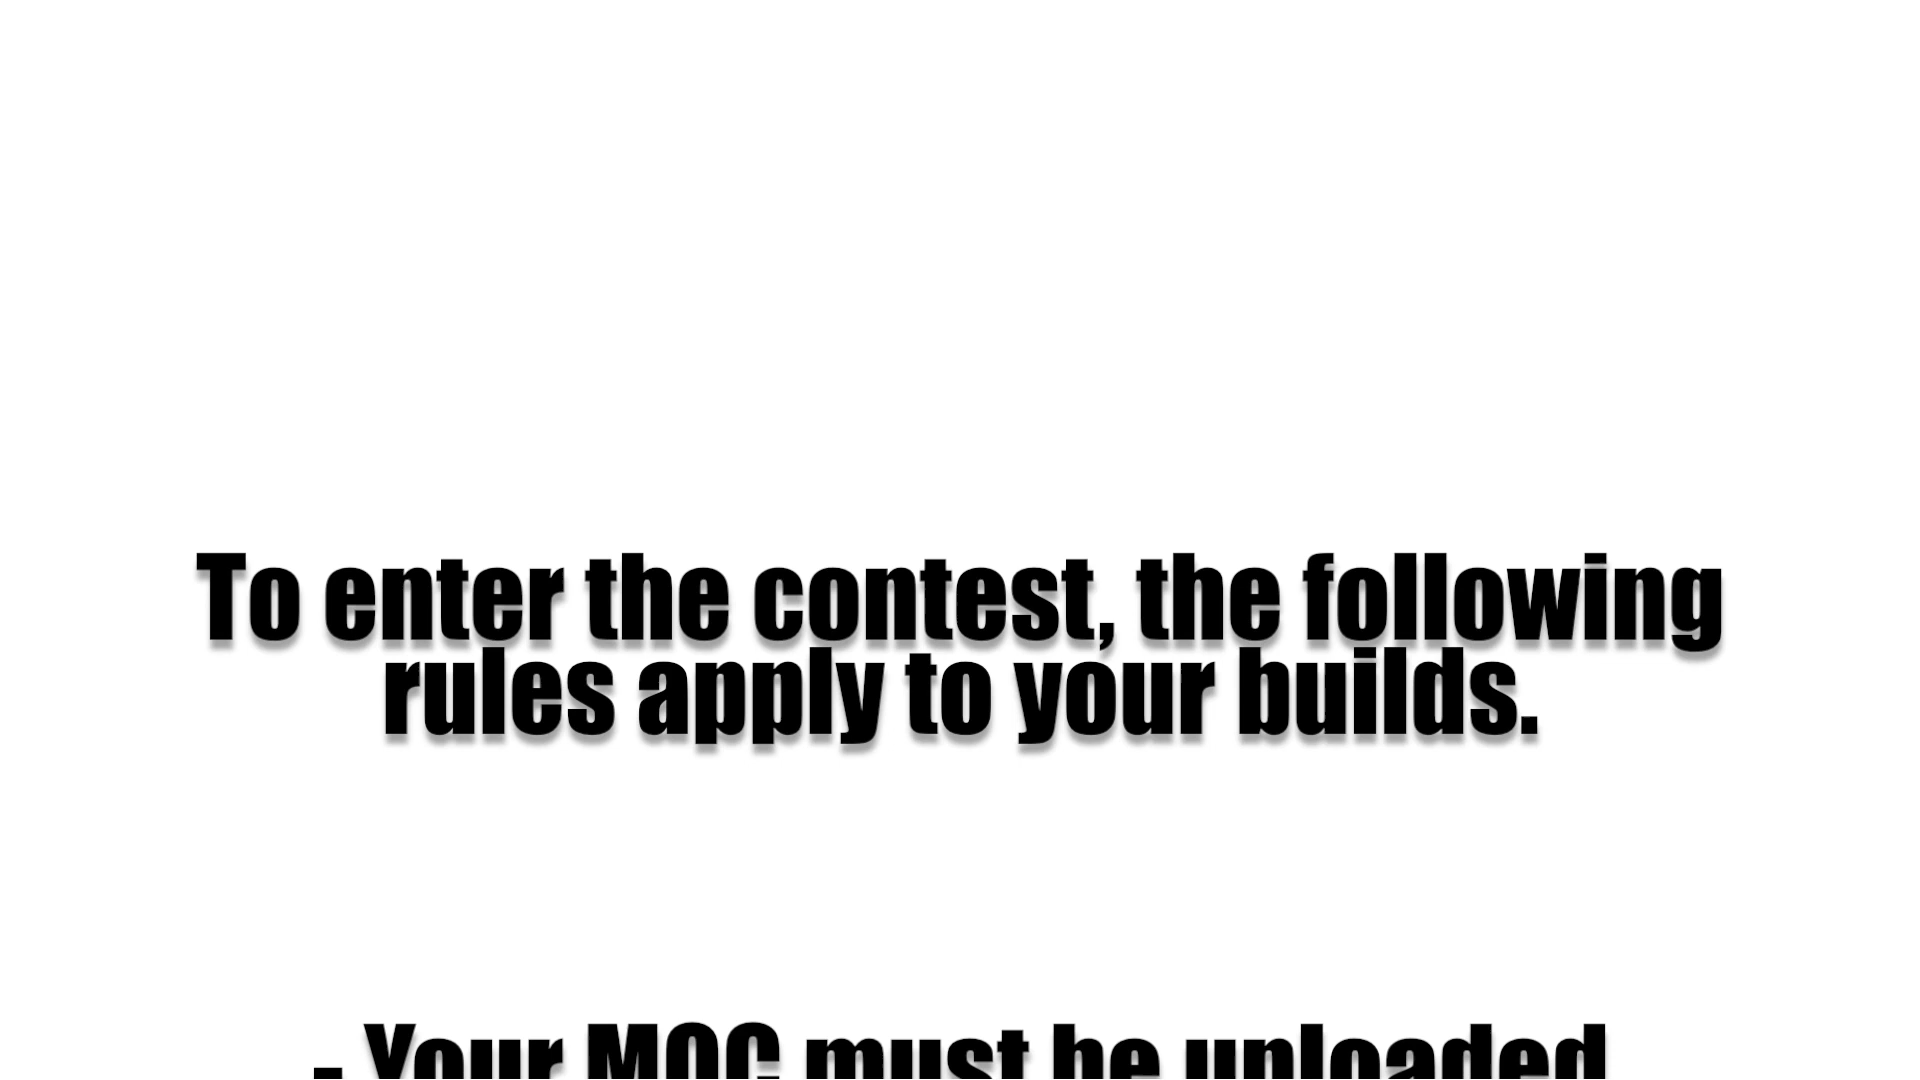 To enter the contest, the following
rules apply to your builds.
- Your MOC must be uploaded